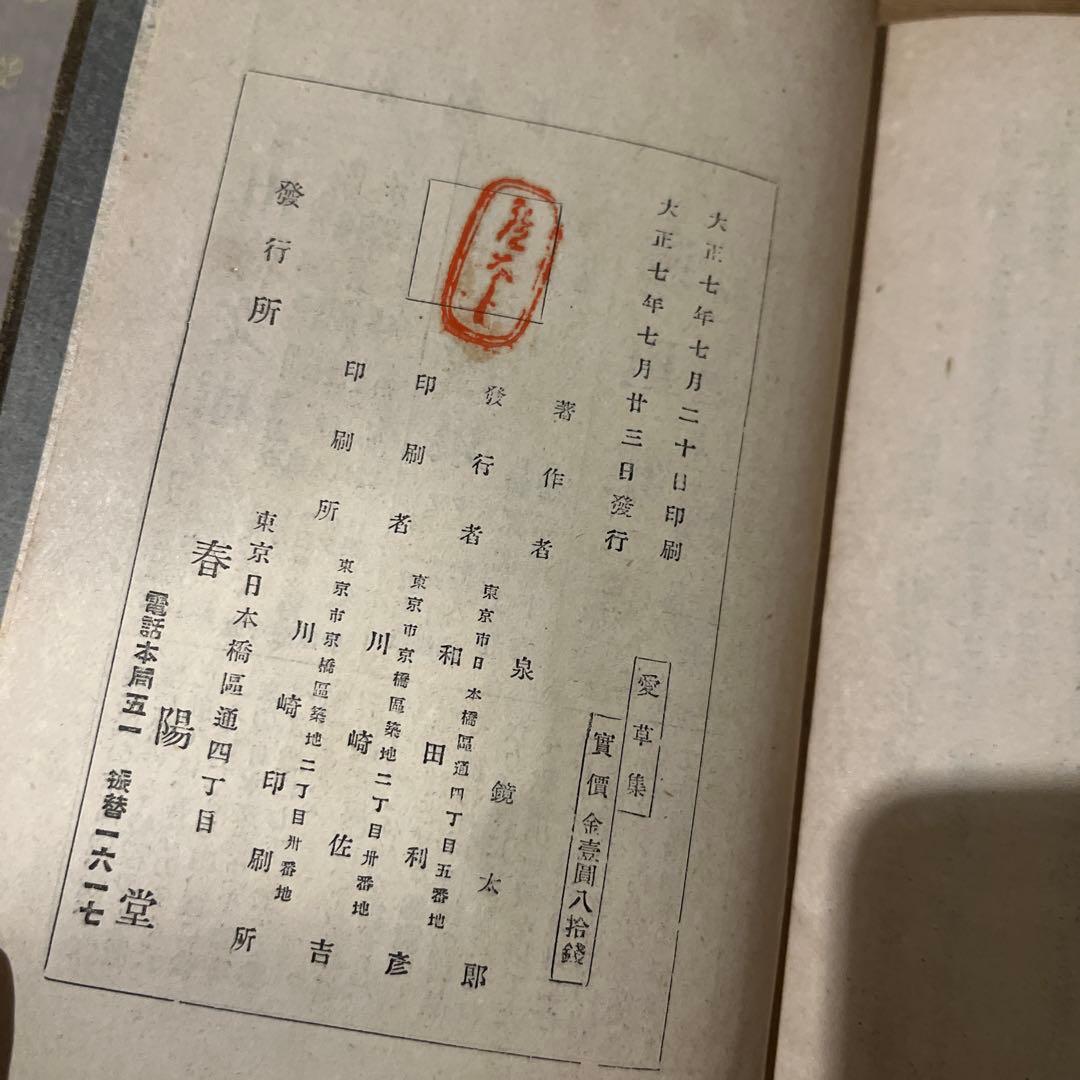 大正七年七月二十日印刷
大正七年七月廿三日發行
愛草集
實價金壹圓八拾錢
著作者 泉鏡太郎
東京市日本橋區通四丁目五番地
發行者 和田利彥
東京市京橋區築地二丁目卅番地
印刷者 川崎佐吉
東京市京橋區築地二丁目卅番地
印刷所 川崎印刷所
東京日本橋區通四丁目
發行所 春陽堂
電話本局五一 振替一六一七